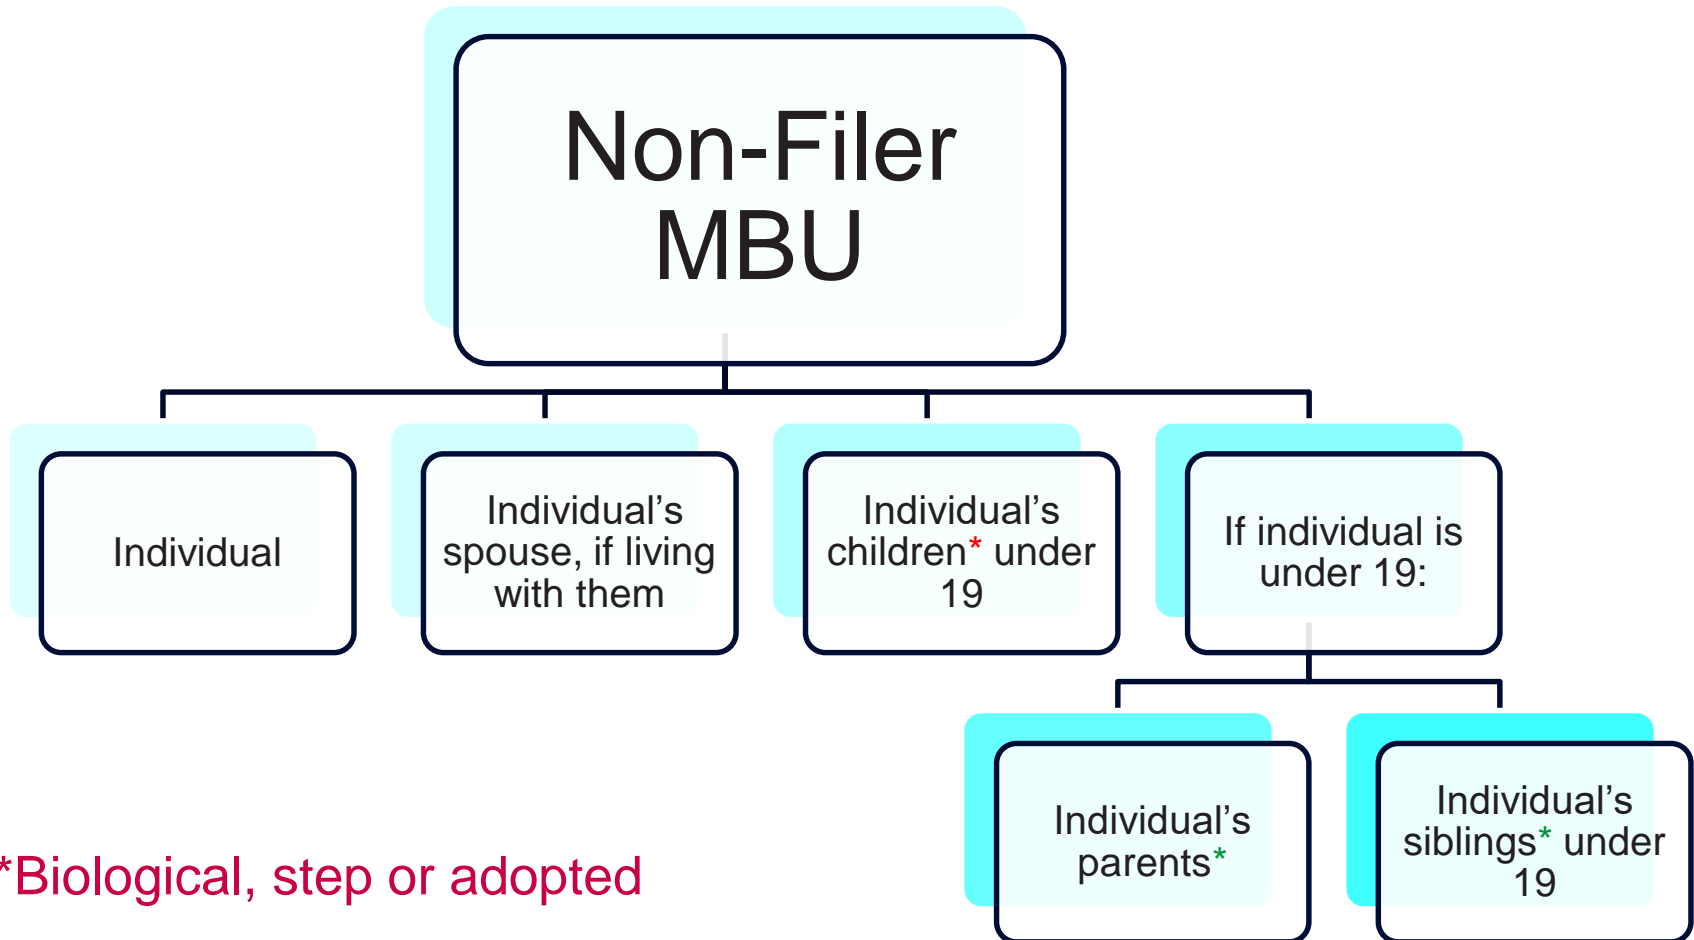 Non-Filer
MBU
Individual
Individual’s
spouse, if living
with them
Individual’s
children* under
19
If individual is
under 19:
Individual’s
parents*
Individual’s
siblings* under
19
*Biological, step or adopted